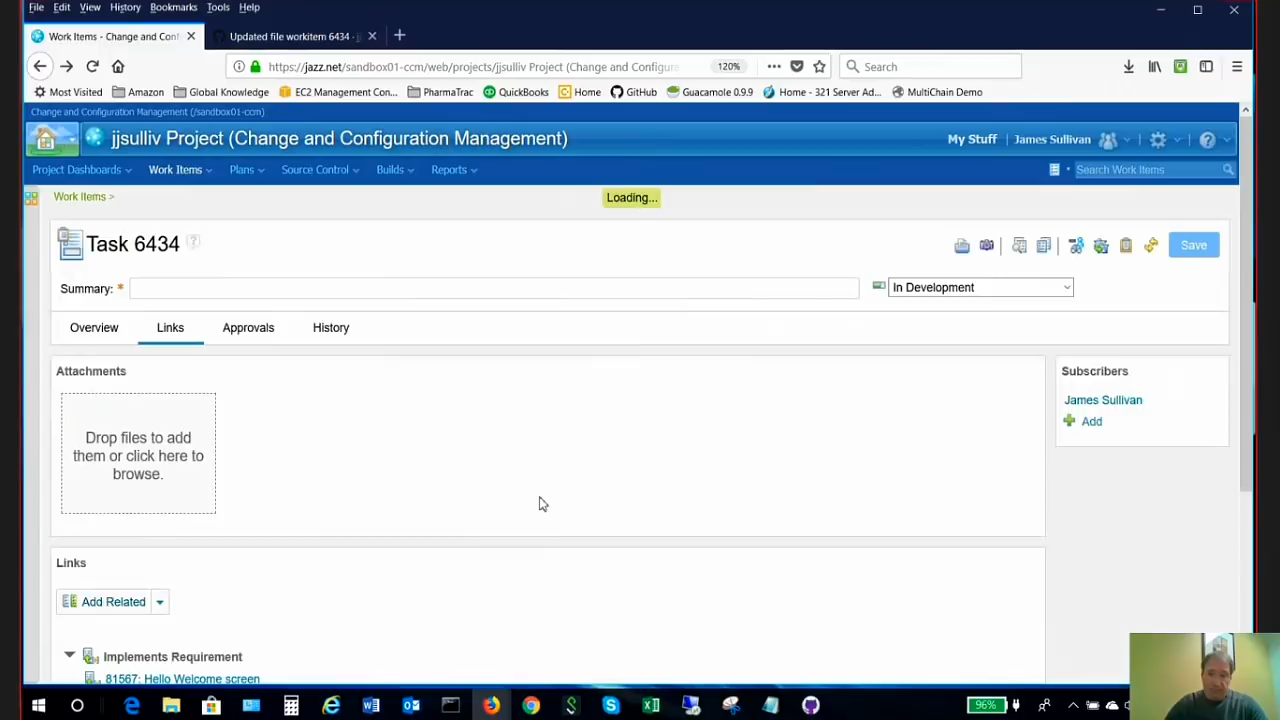 File Edit View History Bookmarks Tools Help
Work Items - Change and Conf
Updated file workitem 6434 ·
https://jazz.net/sandbox01-ccm/web/projects/jjsulliv Project (Change and Configure
120%
Search
Most Visited Amazon Global Knowledge EC2 Management Con... PharmaTrac QuickBooks Home GitHub Guacamole 0.9.9 Home - 321 Server Ad... MultiChain Demo
Change and Configuration Management (/sandbox01-ccm)
jjsulliv Project (Change and Configuration Management)
My Stuff James Sullivan
Project Dashboards Work Items Plans Source Control Builds Reports
Search Work Items
Work Items >
Loading...
Task 6434
Save
Summary: *
In Development
Overview Links Approvals History
Attachments
Drop files to add
them or click here to
browse.
Subscribers
James Sullivan
Add
Links
Add Related
Implements Requirement
81567: Hello Welcome screen
96%